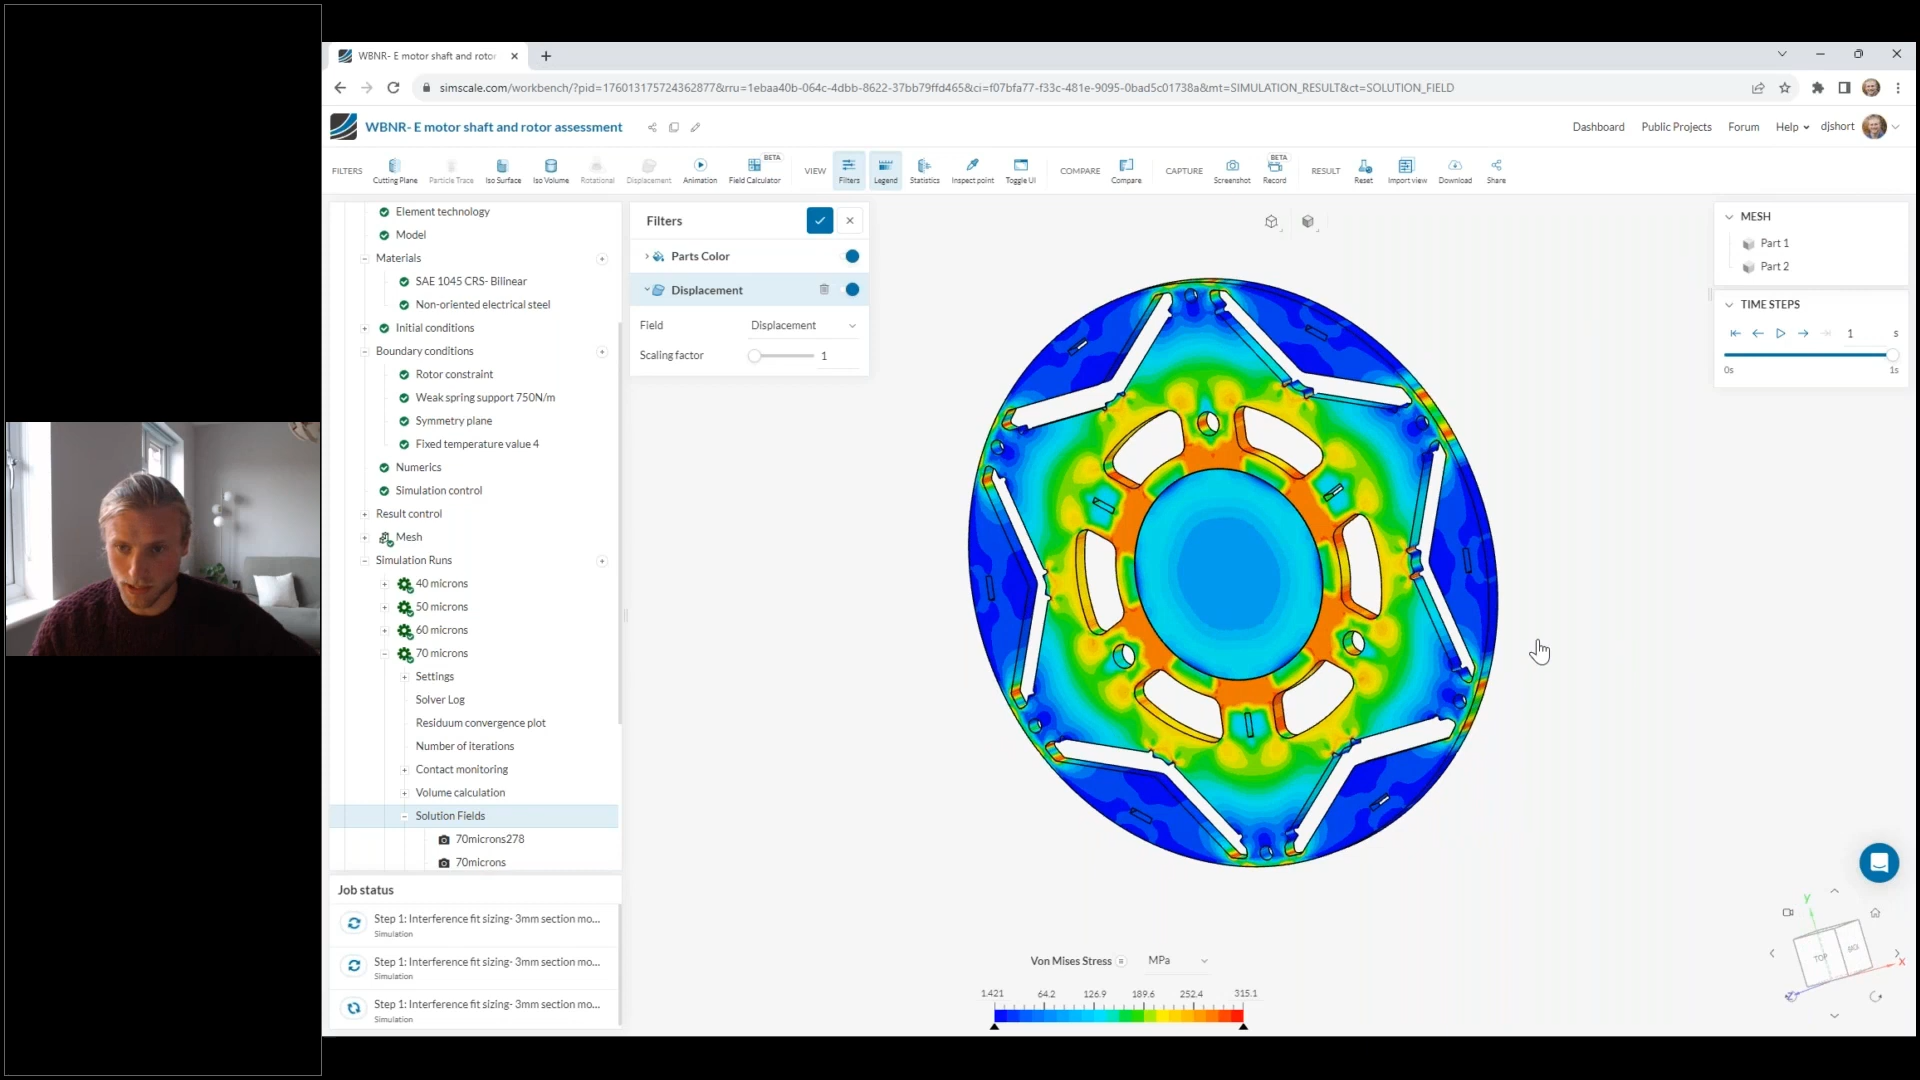 WBNR- E motor shaft and rotor
simscale.com/workbench/?pid=1760131757243628778&rru=1ebaa40b-064c-4dbb-8622-37bb79ffd465&ci=f07bfa77-f33c-481e-9095-0bad5c01738a&mt=SIMULATION_RESULT&ct=SOLUTION_FIELD
WBNR- E motor shaft and rotor assessment
Dashboard Public Projects Forum Help djshort
FILTERS Cutting Plane Particle Trace Iso Surface Iso Volume Rotational Displacement Animation BETA Field Calculator VIEW Filters Legend Statistics Inspect point Toggle UI COMPARE Compare CAPTURE Screenshot BETA Record RESULT Reset Import view Download Share
Element technology
Model
Materials
SAE 1045 CRS- Bilinear
Non-oriented electrical steel
Initial conditions
Boundary conditions
Rotor constraint
Weak spring support 750N/m
Symmetry plane
Fixed temperature value 4
Numerics
Simulation control
Result control
Mesh
Simulation Runs
40 microns
50 microns
60 microns
70 microns
Settings
Solver Log
Residuum convergence plot
Number of iterations
Contact monitoring
Volume calculation
Solution Fields
70microns278
70microns
Job status
Step 1: Interference fit sizing- 3mm section mo...
Simulation
Step 1: Interference fit sizing- 3mm section mo...
Simulation
Step 1: Interference fit sizing- 3mm section mo...
Simulation
Filters
Parts Color
Displacement
Field Displacement
Scaling factor 1
MESH
Part 1
Part 2
TIME STEPS
1 s
0s 1s
Von Mises Stress MPa
1.421 64.2 126.9 189.6 252.4 315.1
Y
TOP
X
Z